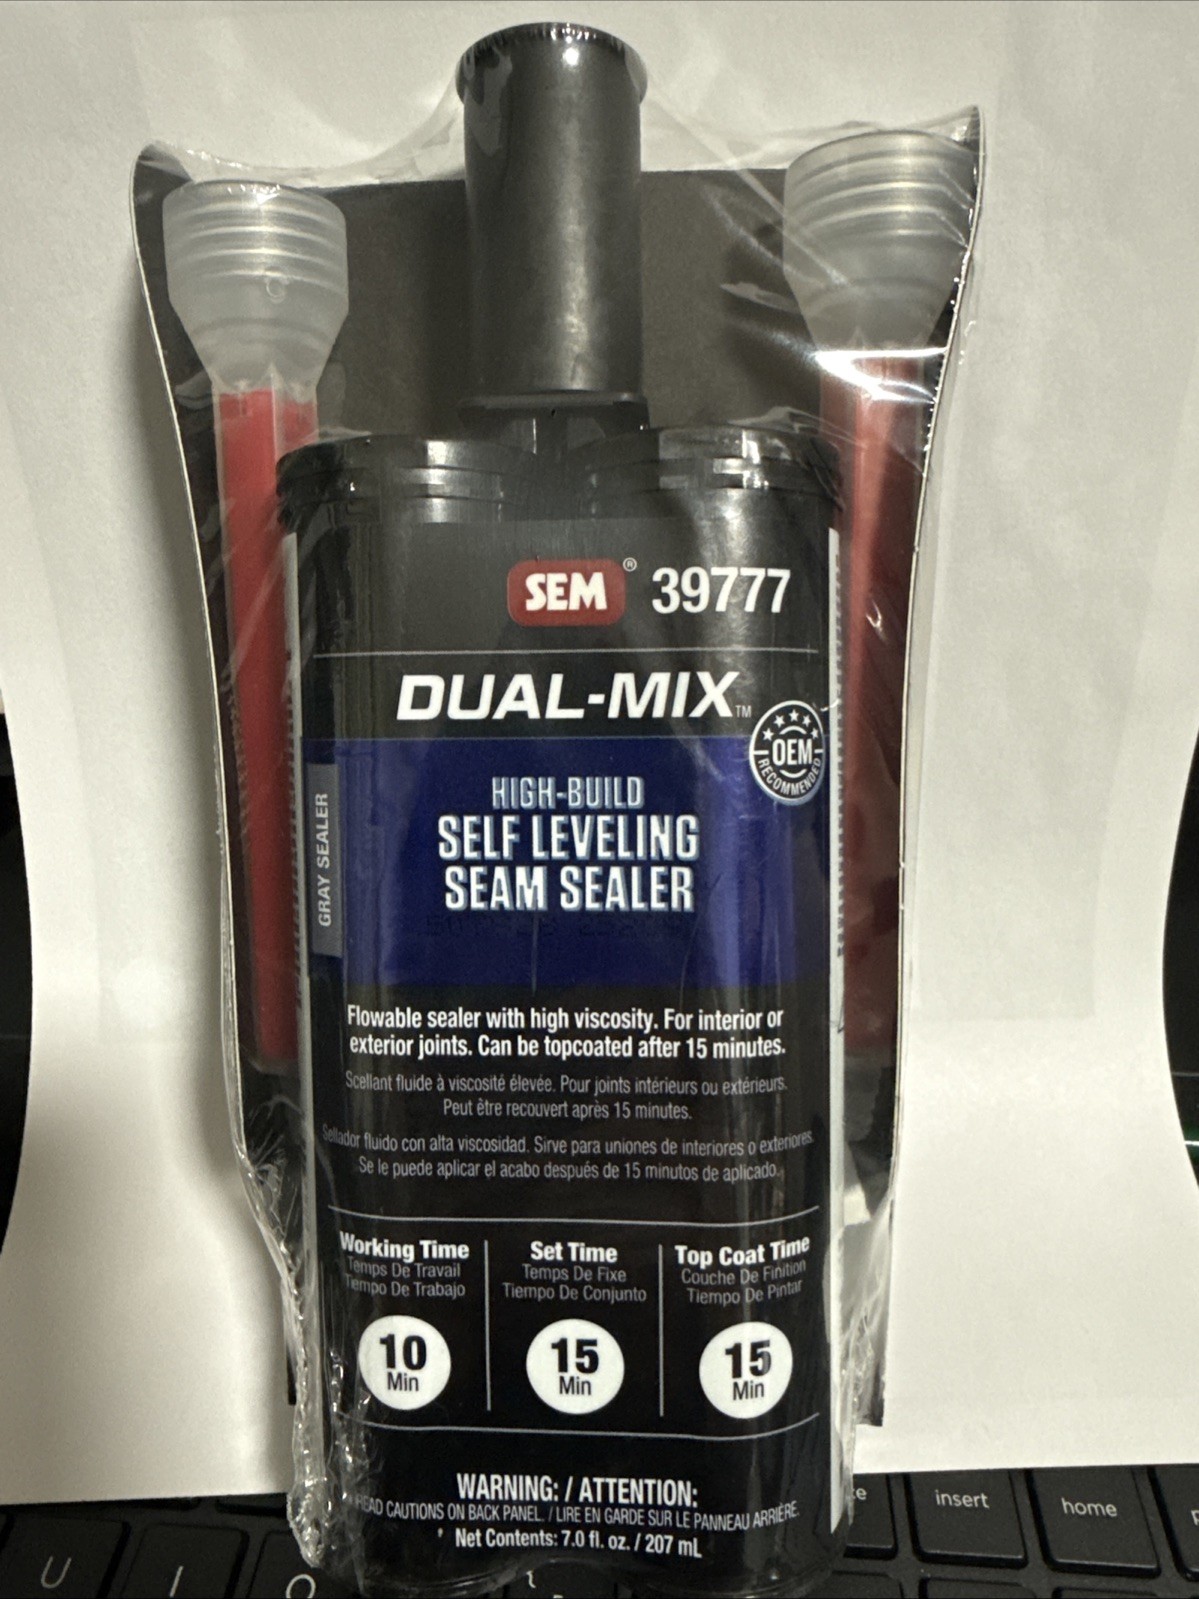 SEM® 39777
DUAL-MIX™
OEM
RECOMMENDED
HIGH-BUILD
SELF LEVELING
SEAM SEALER
GRAY SEALER
Flowable sealer with high viscosity. For interior or
exterior joints. Can be topcoated after 15 minutes.
Scellant fluide à viscosité élevée. Pour joints intérieurs ou extérieurs.
Peut être recouvert après 15 minutes.
Sellador fluido con alta viscosidad. Sirve para uniones de interiores o exteriores.
Se le puede aplicar el acabo después de 15 minutos de aplicado.
Working Time
Temps De Travail
Tiempo De Trabajo
10
Min
Set Time
Temps De Fixe
Tiempo De Conjunto
15
Min
Top Coat Time
Couche De Finition
Tiempo De Pintar
15
Min
WARNING: / ATTENTION:
READ CAUTIONS ON BACK PANEL. / LIRE EN GARDE SUR LE PANNEAU ARRIÈRE.
Net Contents: 7.0 fl. oz. / 207 mL
insert
home
U
I
O